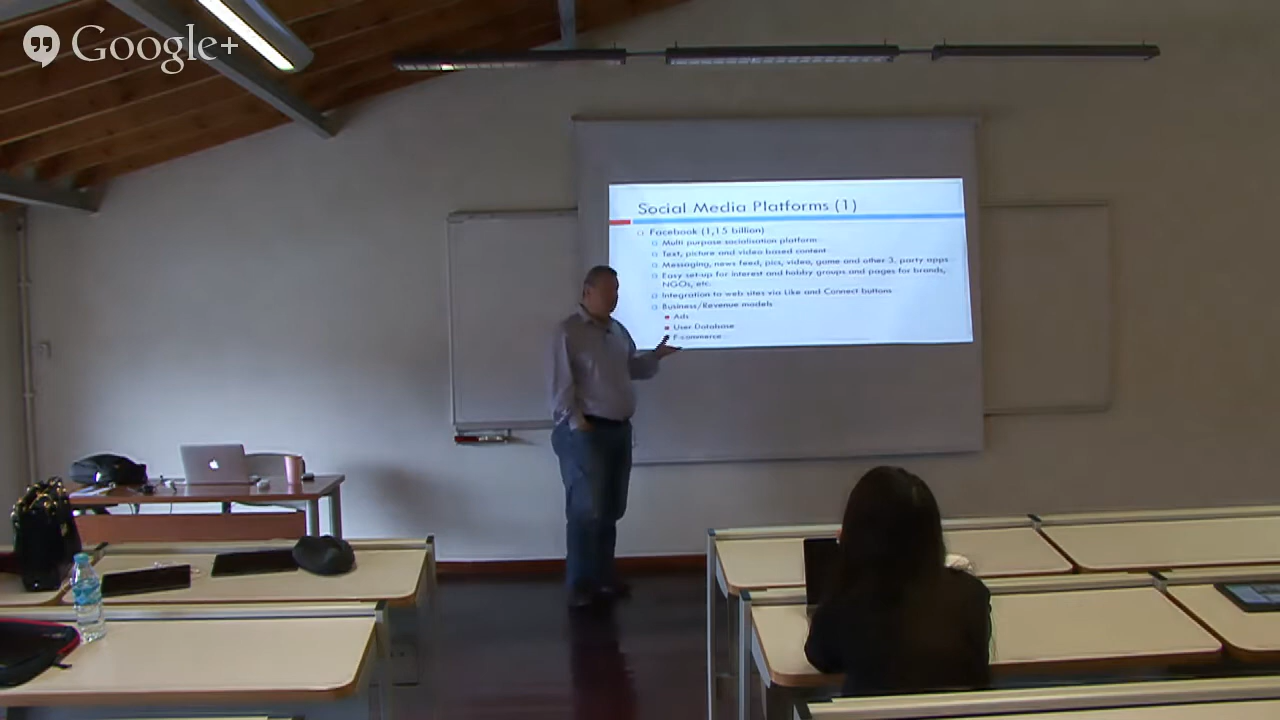 Google+
Social Media Platforms (1)
Facebook (1,15 billion)
Multi purpose socialisation platform
Text, picture and video based content
Messaging, news feed, pics, video, game and other 3. party apps
Easy set-up for interest and hobby groups and pages for brands,
NGOs, etc.
Integration to web sites via Like and Connect buttons
Business/Revenue models
Ads
User Database
F-commerce